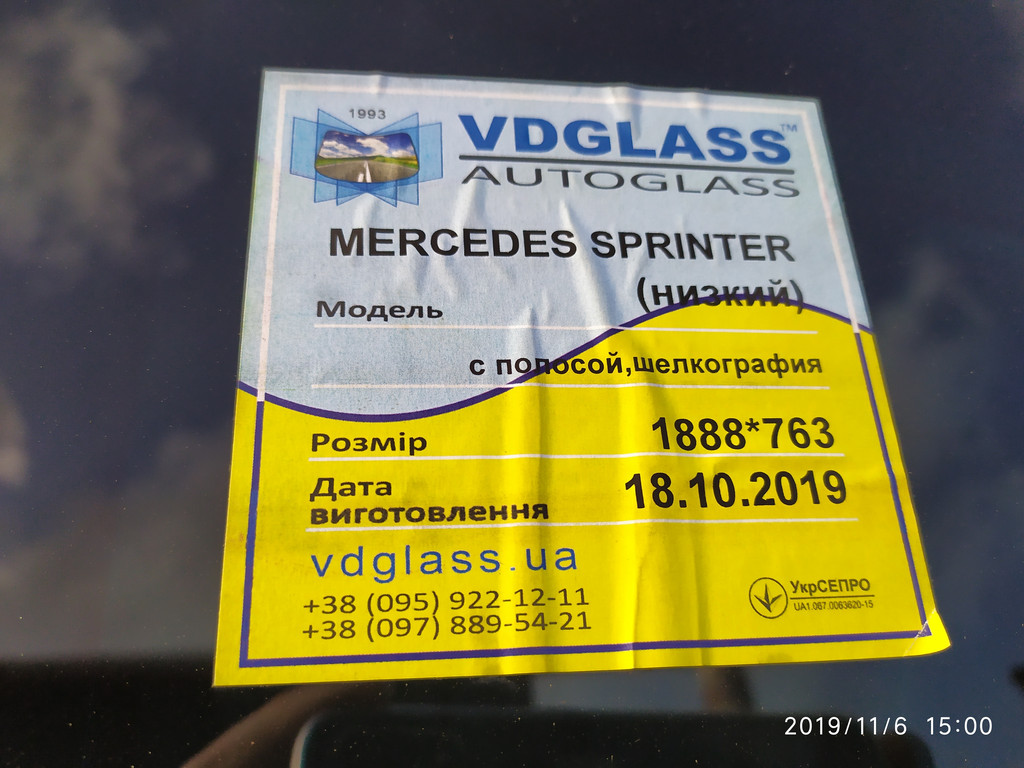 1993
VDGLASS™
AUTOGLASS
MERCEDES SPRINTER
(низкий)
Модель
с полосой,шелкография
Розмір 1888*763
Дата
виготовлення 18.10.2019
vdglass.ua
+38 (095) 922-12-11
+38 (097) 889-54-21
УкрСЕПРО
UA1.067.0063620-15
2019/11/6 15:00